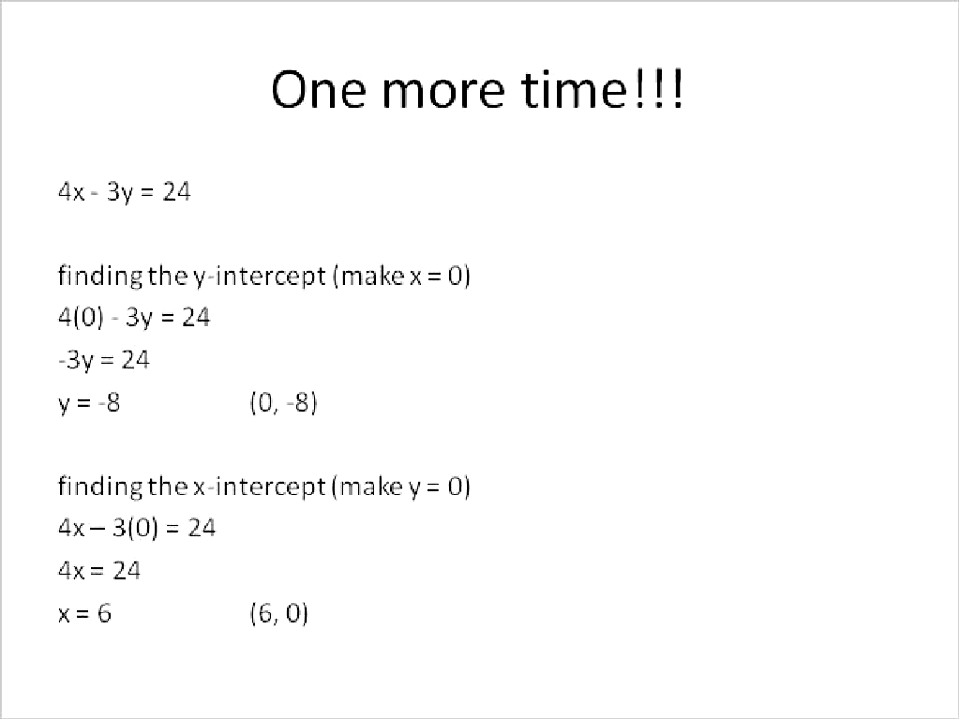 One more time!!!
4x - 3y = 24
finding the y-intercept (make x = 0)
4(0) - 3y = 24
-3y = 24
y = -8 (0, -8)
finding the x-intercept (make y = 0)
4x – 3(0) = 24
4x = 24
x = 6 (6, 0)